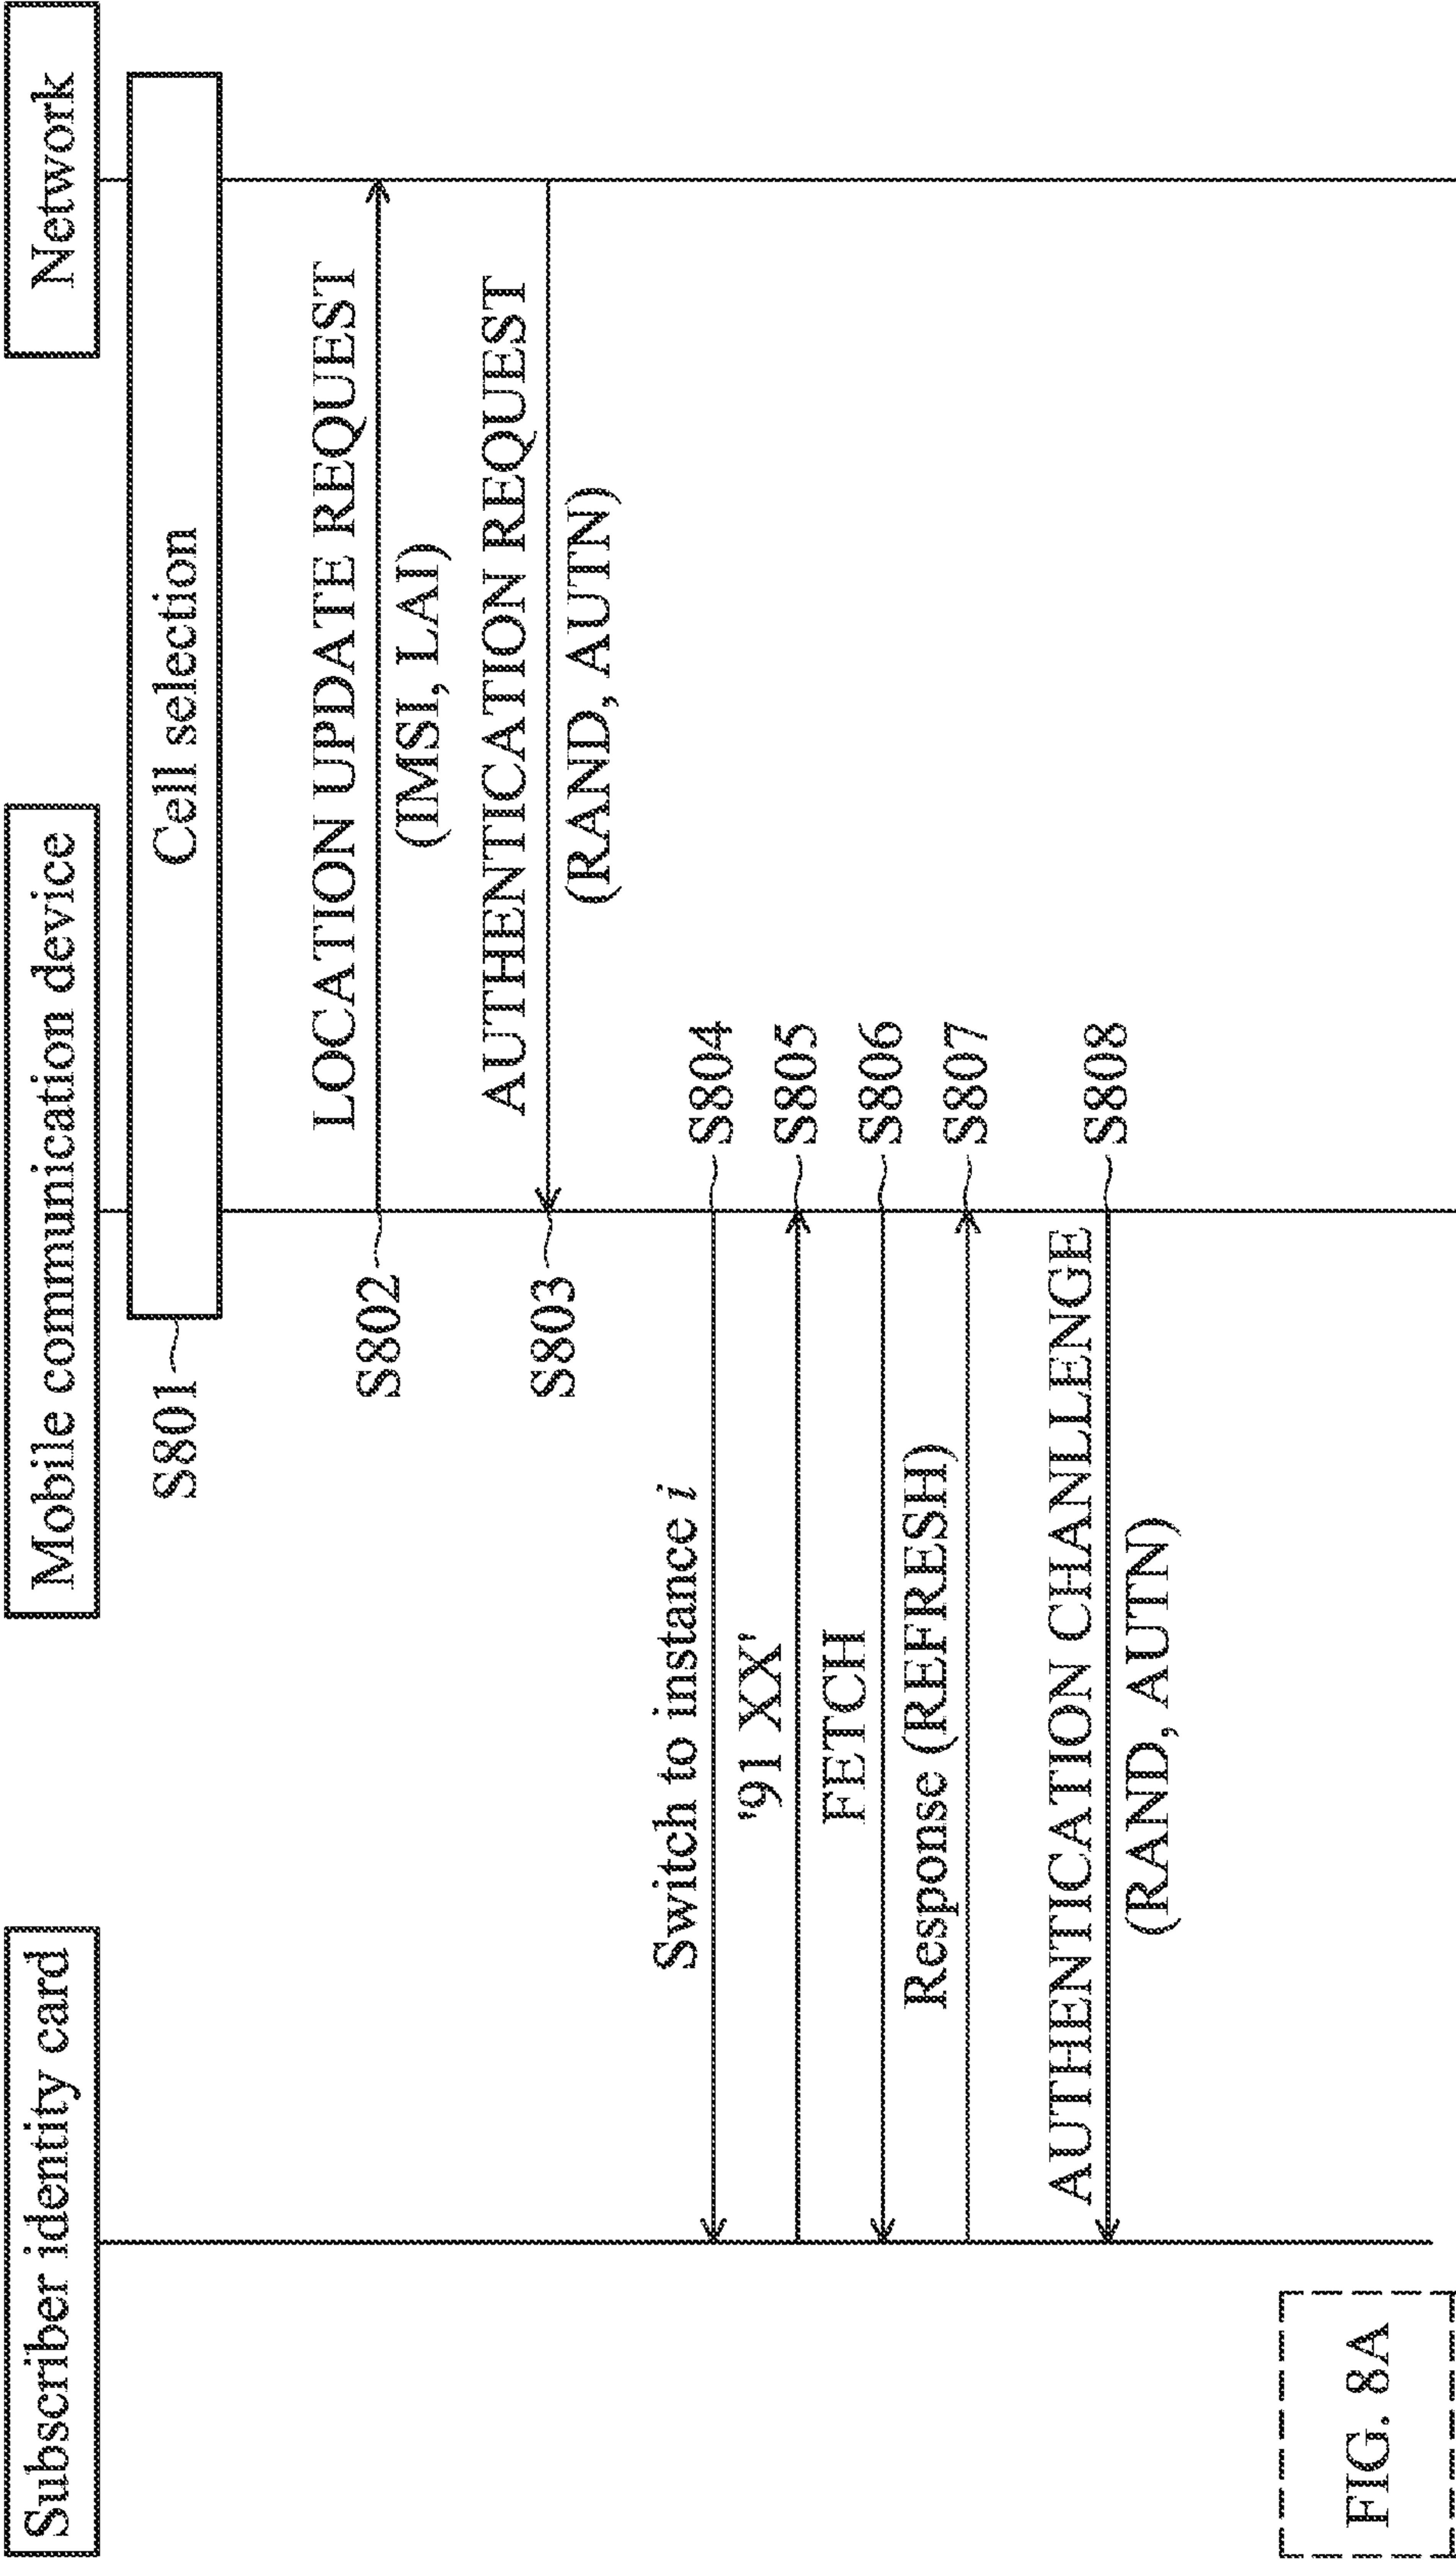 Subscriber identity card
Mobile communication device
Network
S801
Cell selection
LOCATION UPDATE REQUEST
S802
(IMSI, LAI)
AUTHENTICATION REQUEST
S803
(RAND, AUTN)
Switch to instance i
S804
'91 XX'
S805
FETCH
S806
Response (REFRESH)
S807
AUTHENTICATION CHANLLENGE
S808
(RAND, AUTN)
FIG. 8A